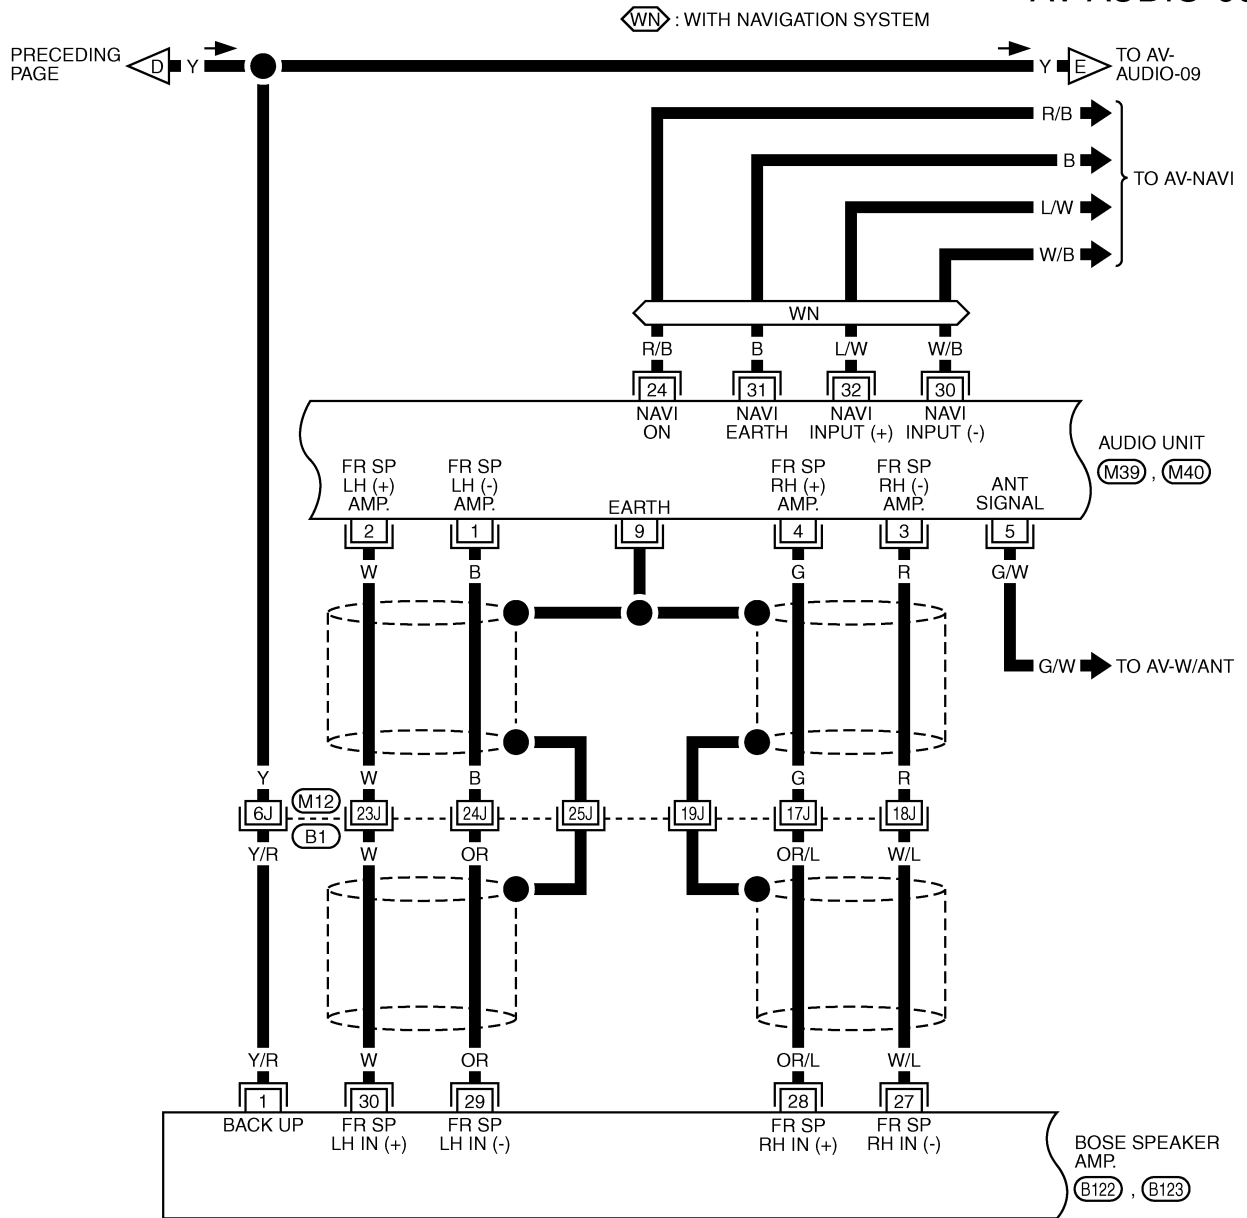 WN : WITH NAVIGATION SYSTEM
PRECEDING
PAGE
D
Y
Y
E
TO AV-
AUDIO-09
R/B
B
TO AV-NAVI
L/W
W/B
WN
R/B B L/W W/B
24 31 32 30
NAVI
ON
NAVI
EARTH
NAVI
INPUT (+)
NAVI
INPUT (-)
AUDIO UNIT
M39 , M40
FR SP
LH (+)
AMP.
FR SP
LH (-)
AMP.
EARTH
FR SP
RH (+)
AMP.
FR SP
RH (-)
AMP.
ANT
SIGNAL
2 1 9 4 3 5
W B G R G/W
G/W TO AV-W/ANT
Y W B G R
6J M12 23J 24J 25J 19J 17J 18J
B1
Y/R W OR OR/L W/L
Y/R W OR OR/L W/L
1 30 29 28 27
BACK UP
FR SP
LH IN (+)
FR SP
LH IN (-)
FR SP
RH IN (+)
FR SP
RH IN (-)
BOSE SPEAKER
AMP.
B122 , B123